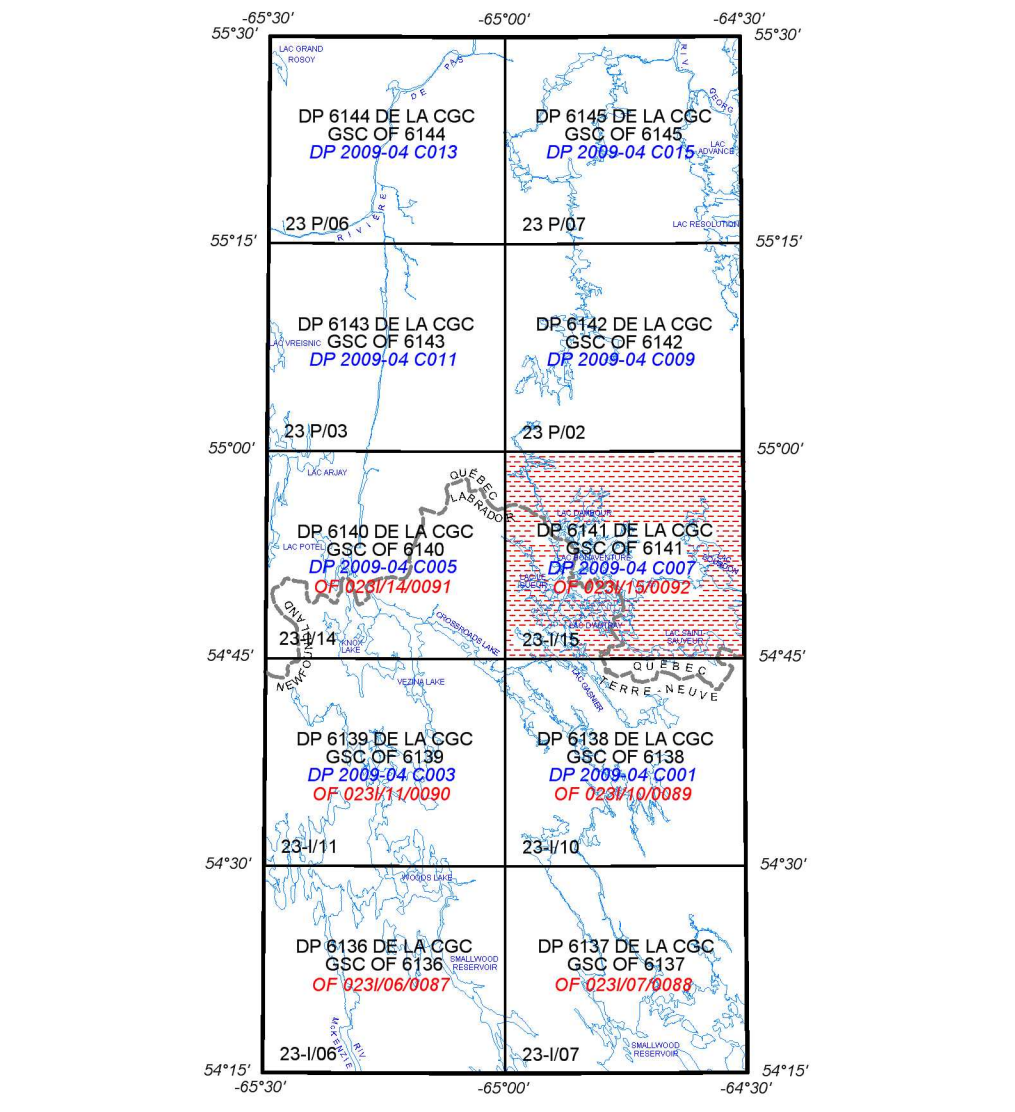 -65°30'
-65°00'
-64°30'
55°30'
55°30'
LAC GRAND
ROSOY
DE PAS
RIV
GEORG
DP 6144 DE LA CGC
GSC OF 6144
DP 2009-04 C013
DP 6145 DE LA CGC
GSC OF 6145
DP 2009-04 C015
LAC
ADVANCE
RIVIÈRE
23 P/06
23 P/07
LAC RESOLUTION
55°15'
55°15'
DP 6143 DE LA CGC
GSC OF 6143
DP 2009-04 C011
DP 6142 DE LA CGC
GSC OF 6142
DP 2009-04 C009
LAC VREISNIC
23 P/03
23 P/02
55°00'
55°00'
LAC ARJAY
QUÉBEC
LABRADOR
LAC DANNOUR
DP 6140 DE LA CGC
GSC OF 6140
DP 2009-04 C005
OF 023I/14/0091
LAC POTEL
DP 6141 DE LA CGC
GSC OF 6141
DP 2009-04 C007
OF 023I/15/0092
LAC BONAVENTURE
LAC
LAC
NEWFOUNDLAND
23-I/14
KNOX
LAKE
CROSSROADS LAKE
23-I/15
LAC SAINT
SAUVEUR
54°45'
54°45'
QUÉBEC
TERRE-NEUVE
VEZINA LAKE
LAC GASNIER
DP 6139 DE LA CGC
GSC OF 6139
DP 2009-04 C003
OF 023I/11/0090
DP 6138 DE LA CGC
GSC OF 6138
DP 2009-04 C001
OF 023I/10/0089
23-I/11
23-I/10
54°30'
54°30'
WOODS LAKE
DP 6136 DE LA CGC
GSC OF 6136
OF 023I/06/0087
SMALLWOOD
RESERVOIR
DP 6137 DE LA CGC
GSC OF 6137
OF 023I/07/0088
McKENZIE
RIV
23-I/06
23-I/07
SMALLWOOD
RESERVOIR
54°15'
54°15'
-65°30'
-65°00'
-64°30'